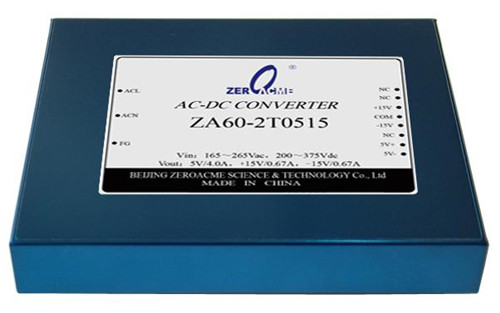 ZEROACME ®
AC-DC CONVERTER
ZA60-2T0515
ACL
ACN
FG
NC
NC
+15V
COM
-15V
NC
5V+
5V-
Vin: 165～265Vac, 200～375Vdc
Vout: 5V/4.0A, +15V/0.67A, -15V/0.67A
BEIJING ZEROACME SCIENCE & TECHNOLOGY Co., Ltd
MADE IN CHINA